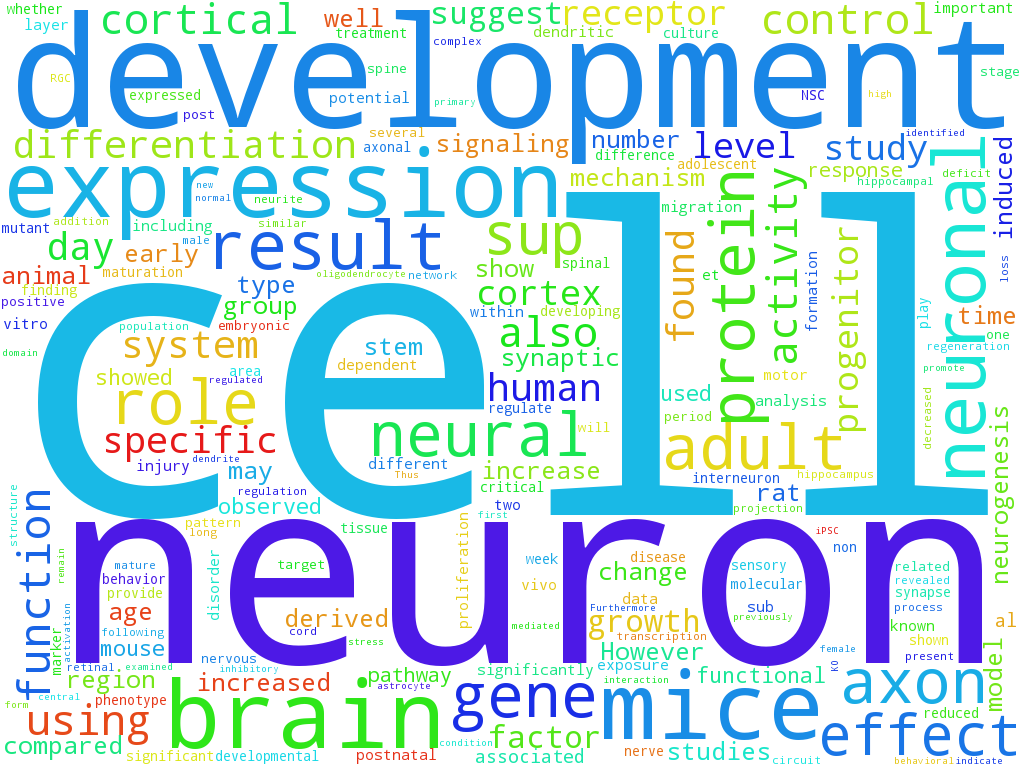 whether
cortical
well
suggest
receptor
control
important
layer
treatment
complex
dendritic
culture
development
RGC
spine
stage
expressed
potential
primary
NSC
high
post
differentiation
several
axonal
signaling
number
difference
level
study
identified
adolescent
neuronal
deficit
induced
expression
mechanism
protein
activity
response
hippocampal
new
normal
neurite
migration
mutant
addition
including
similar
sup
found
progenitor
formation
play
loss
day
early
male
result
animal
maturation
oligodendrocyte
network
show
spinal
et
time
finding
type
cortex
positive
group
within
developing
one
vitro
population
embryonic
also
regeneration
domain
system
stem
synaptic
area
dependent
promote
showed
regulated
human
used
motor
cell
role
regulate
period
analysis
decreased
specific
neural
will
adult
neurogenesis
injury
dendrite
different
increase
interneuron
hippocampus
may
Thus
critical
rat
structure
function
regulation
observed
two
projection
pattern
long
tissue
first
iPSC
non
neuron
remain
mature
target
proliferation
week
disease
sensory
related
behavior
disorder
change
molecular
revealed
provide
vivo
synapse
data
age
derived
Furthermore
sub
process
activation
growth
previously
known
al
following
cord
mediated
transcription
mouse
stress
However
shown
marker
nervous
female
present
model
retinal
examined
inhibitory
significantly
exposure
KO
region
pathway
interaction
functional
increased
astrocyte
brain
gene
mice
axon
central
phenotype
form
using
factor
reduced
effect
compared
condition
nerve
studies
significant
developmental
postnatal
associated
circuit
behavioral
indicate